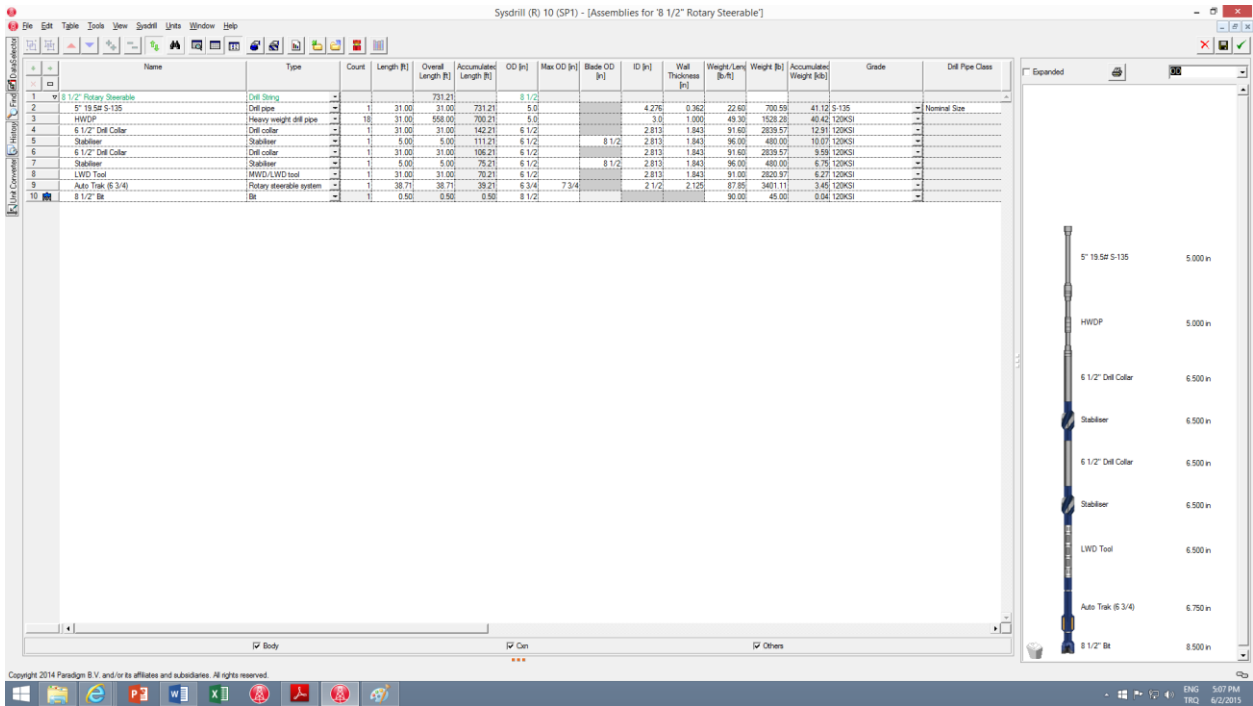 Sysdrill (R) 10 (SP1) - [Assemblies for '8 1/2" Rotary Steerable']
File Edit Table Tools View Sysdrill Units Window Help
DataSelector
Find
History
Unit Converter
Name Type Count Length [ft] Overall Length [ft] Accumulated Length [ft] OD [in] Max OD [in] Blade OD [in] ID [in] Wall Thickness [in] Weight/Leng [lb/ft] Weight [lb] Accumulated Weight [klb] Grade Drill Pipe Class
1 8 1/2" Rotary Steerable Drill String 731.21 8 1/2
2 5" 19.5# S-135 Drill pipe 1 31.00 31.00 731.21 5.0 4.276 0.362 22.60 700.59 41.12 S-135 Nominal Size
3 HWDP Heavy weight drill pipe 18 31.00 558.00 700.21 5.0 3.0 1.000 49.30 1528.28 40.42 120KSI
4 6 1/2" Drill Collar Drill collar 1 31.00 31.00 142.21 6 1/2 2.813 1.843 91.60 2839.57 12.91 120KSI
5 Stabiliser Stabiliser 1 5.00 5.00 111.21 6 1/2 8 1/2 2.813 1.843 96.00 480.00 10.07 120KSI
6 6 1/2" Drill Collar Drill collar 1 31.00 31.00 106.21 6 1/2 2.813 1.843 91.60 2839.57 9.59 120KSI
7 Stabiliser Stabiliser 1 5.00 5.00 75.21 6 1/2 8 1/2 2.813 1.843 96.00 480.00 6.75 120KSI
8 LWD Tool MWD/LWD tool 1 31.00 31.00 70.21 6 1/2 2.813 1.843 91.00 2820.97 6.27 120KSI
9 Auto Trak (6 3/4) Rotary steerable system 1 38.71 38.71 39.21 6 3/4 7 3/4 2 1/2 2.125 87.85 3401.11 3.45 120KSI
10 8 1/2" Bit Bit 1 0.50 0.50 0.50 8 1/2 90.00 45.00 0.04 120KSI
Expanded OD
5" 19.5# S-135 5.000 in
HWDP 5.000 in
6 1/2" Drill Collar 6.500 in
Stabiliser 6.500 in
6 1/2" Drill Collar 6.500 in
Stabiliser 6.500 in
LWD Tool 6.500 in
Auto Trak (6 3/4) 6.750 in
8 1/2" Bit 8.500 in
Body Cxn Others
Copyright 2014 Paradigm B.V. and/or its affiliates and subsidiaries. All rights reserved.
ENG 5:07 PM
TRQ 6/2/2015